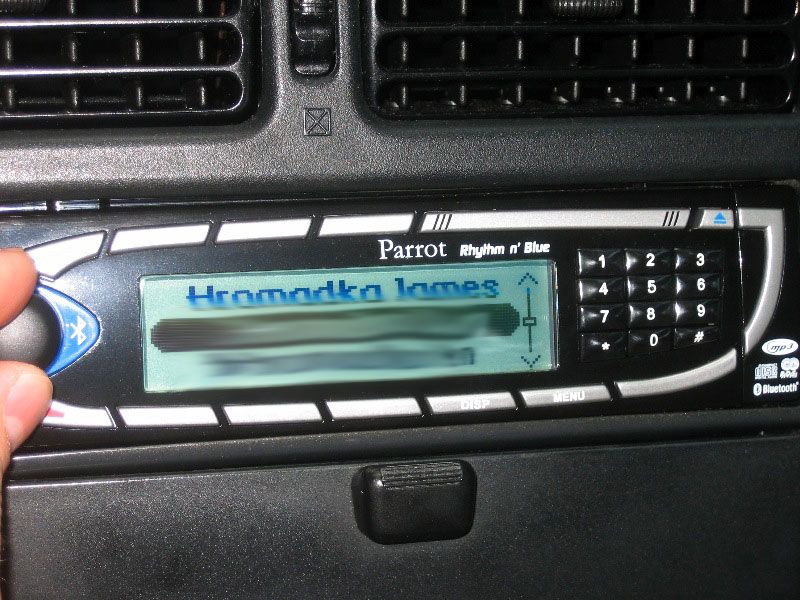 Parrot Rhythm n' Blue
Hromadka James
1 2 3
4 5 6
7 8 9
* 0 #
DISP MENU
mp3
Bluetooth